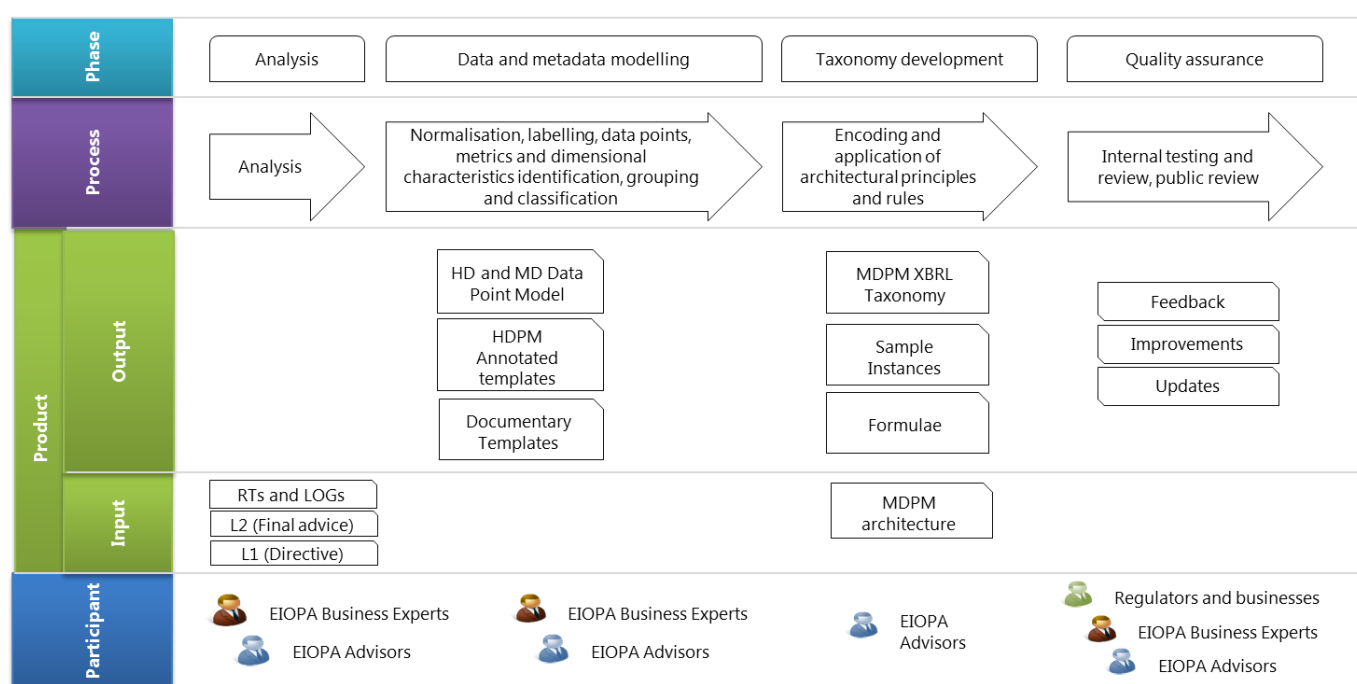 Phase
Analysis
Data and metadata modelling
Taxonomy development
Quality assurance
Process
Analysis
Normalisation, labelling, data points,
metrics and dimensional
characteristics identification, grouping
and classification
Encoding and
application of
architectural principles
and rules
Internal testing and
review, public review
Product
Output
HD and MD Data
Point Model
HDPM
Annotated
templates
Documentary
Templates
MDPM XBRL
Taxonomy
Sample
Instances
Formulae
Feedback
Improvements
Updates
Input
RTs and LOGs
L2 (Final advice)
L1 (Directive)
MDPM
architecture
Participant
EIOPA Business Experts
EIOPA Advisors
EIOPA Business Experts
EIOPA Advisors
EIOPA
Advisors
Regulators and businesses
EIOPA Business Experts
EIOPA Advisors